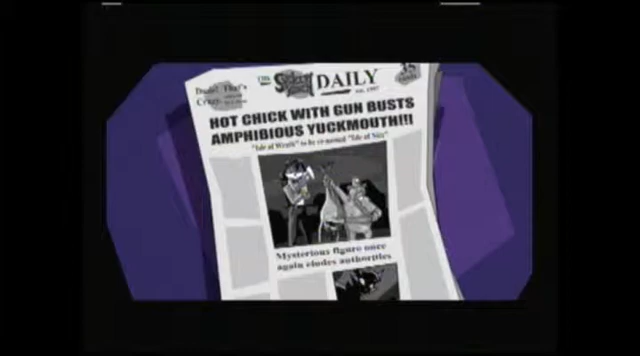 Dude! That's
Crazy
DAILY
35
HOT CHICK WITH GUN BUSTS
AMPHIBIOUS YUCKMOUTH!!!
"Isle of Wrath" to be re-named "Isle of Nice"
Mysterious figure once
again eludes authorities